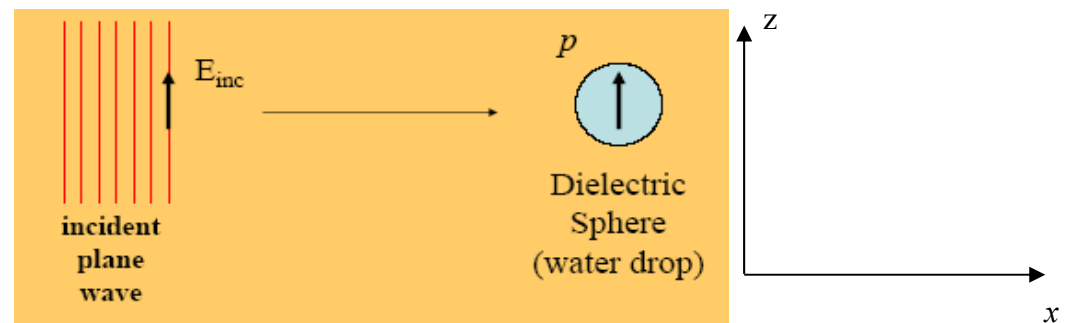 z
p
E_inc
Dielectric
Sphere
(water drop)
incident
plane
wave
x